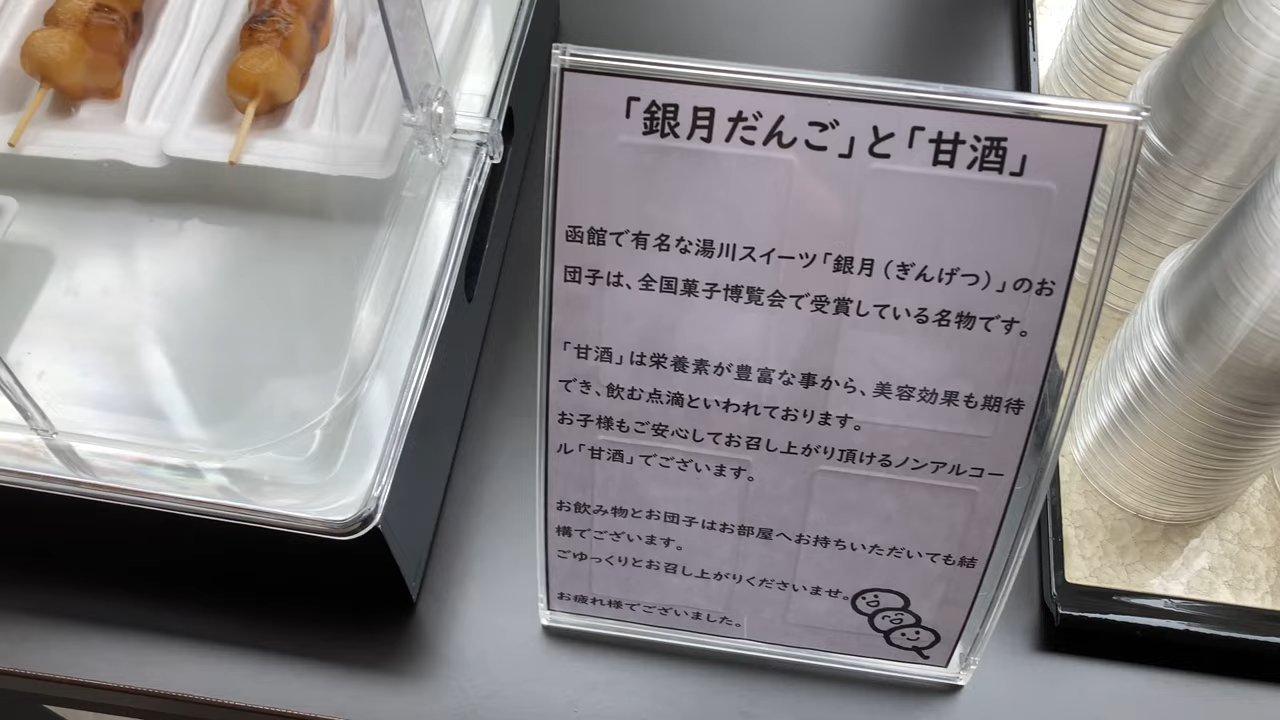 「銀月だんご」と「甘酒」
函館で有名な湯川スイーツ「銀月(ぎんげつ)」のお
団子は、全国菓子博覧会で受賞している名物です。
「甘酒」は栄養素が豊富な事から、美容効果も期待
でき、飲む点滴といわれております。
お子様もご安心してお召し上がり頂けるノンアルコー
ル「甘酒」でございます。
お飲み物とお団子はお部屋へお持ちいただいても結
構でございます。
ごゆっくりとお召し上がりくださいませ。
お疲れ様でございました。